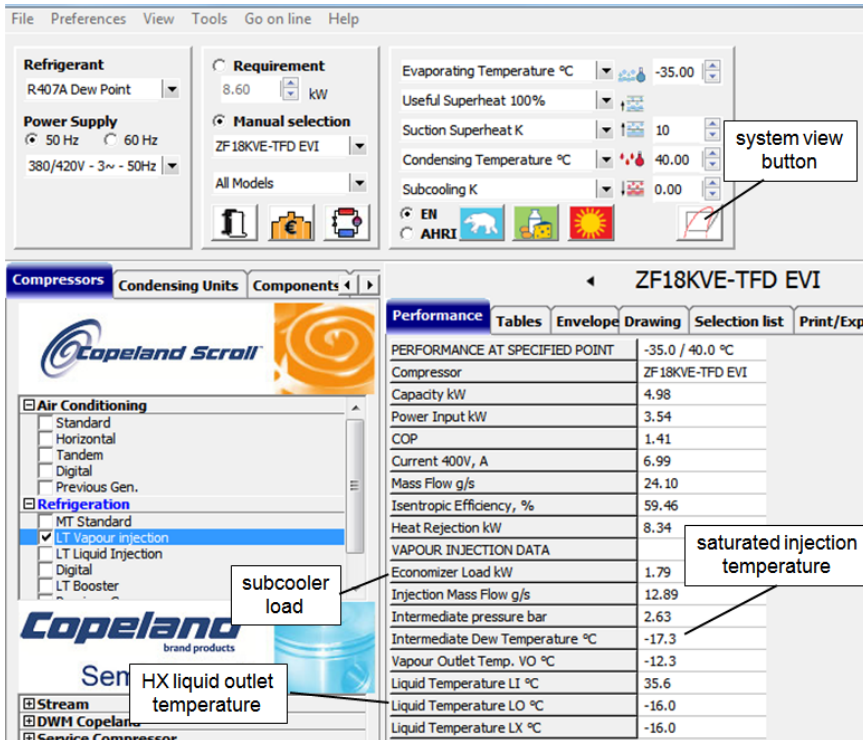 File Preferences View Tools Go on line Help
Refrigerant
R407A Dew Point
Power Supply
50 Hz 60 Hz
380/420V - 3~ - 50Hz
Requirement
8.60 kW
Manual selection
ZF18KVE-TFD EVI
All Models
Evaporating Temperature ºC -35.00
Useful Superheat 100%
Suction Superheat K 10
Condensing Temperature ºC 40.00
Subcooling K 0.00
EN
AHRI
system view
button
Compressors Condensing Units Components
Copeland Scroll
Air Conditioning
Standard
Horizontal
Tandem
Digital
Previous Gen.
Refrigeration
MT Standard
LT Vapour injection
LT Liquid Injection
Digital
LT Booster
Copeland
brand products
Sem
Stream
DWM Copeland
Service Compressor
subcooler
load
HX liquid outlet
temperature
ZF18KVE-TFD EVI
Performance Tables Envelope Drawing Selection list Print/Exp
PERFORMANCE AT SPECIFIED POINT -35.0 / 40.0 ºC
Compressor ZF18KVE-TFD EVI
Capacity kW 4.98
Power Input kW 3.54
COP 1.41
Current 400V, A 6.99
Mass Flow g/s 24.10
Isentropic Efficiency, % 59.46
Heat Rejection kW 8.34
VAPOUR INJECTION DATA
Economizer Load kW 1.79
Injection Mass Flow g/s 12.89
Intermediate pressure bar 2.63
Intermediate Dew Temperature ºC -17.3
Vapour Outlet Temp. VO ºC -12.3
Liquid Temperature LI ºC 35.6
Liquid Temperature LO ºC -16.0
Liquid Temperature LX ºC -16.0
saturated injection
temperature